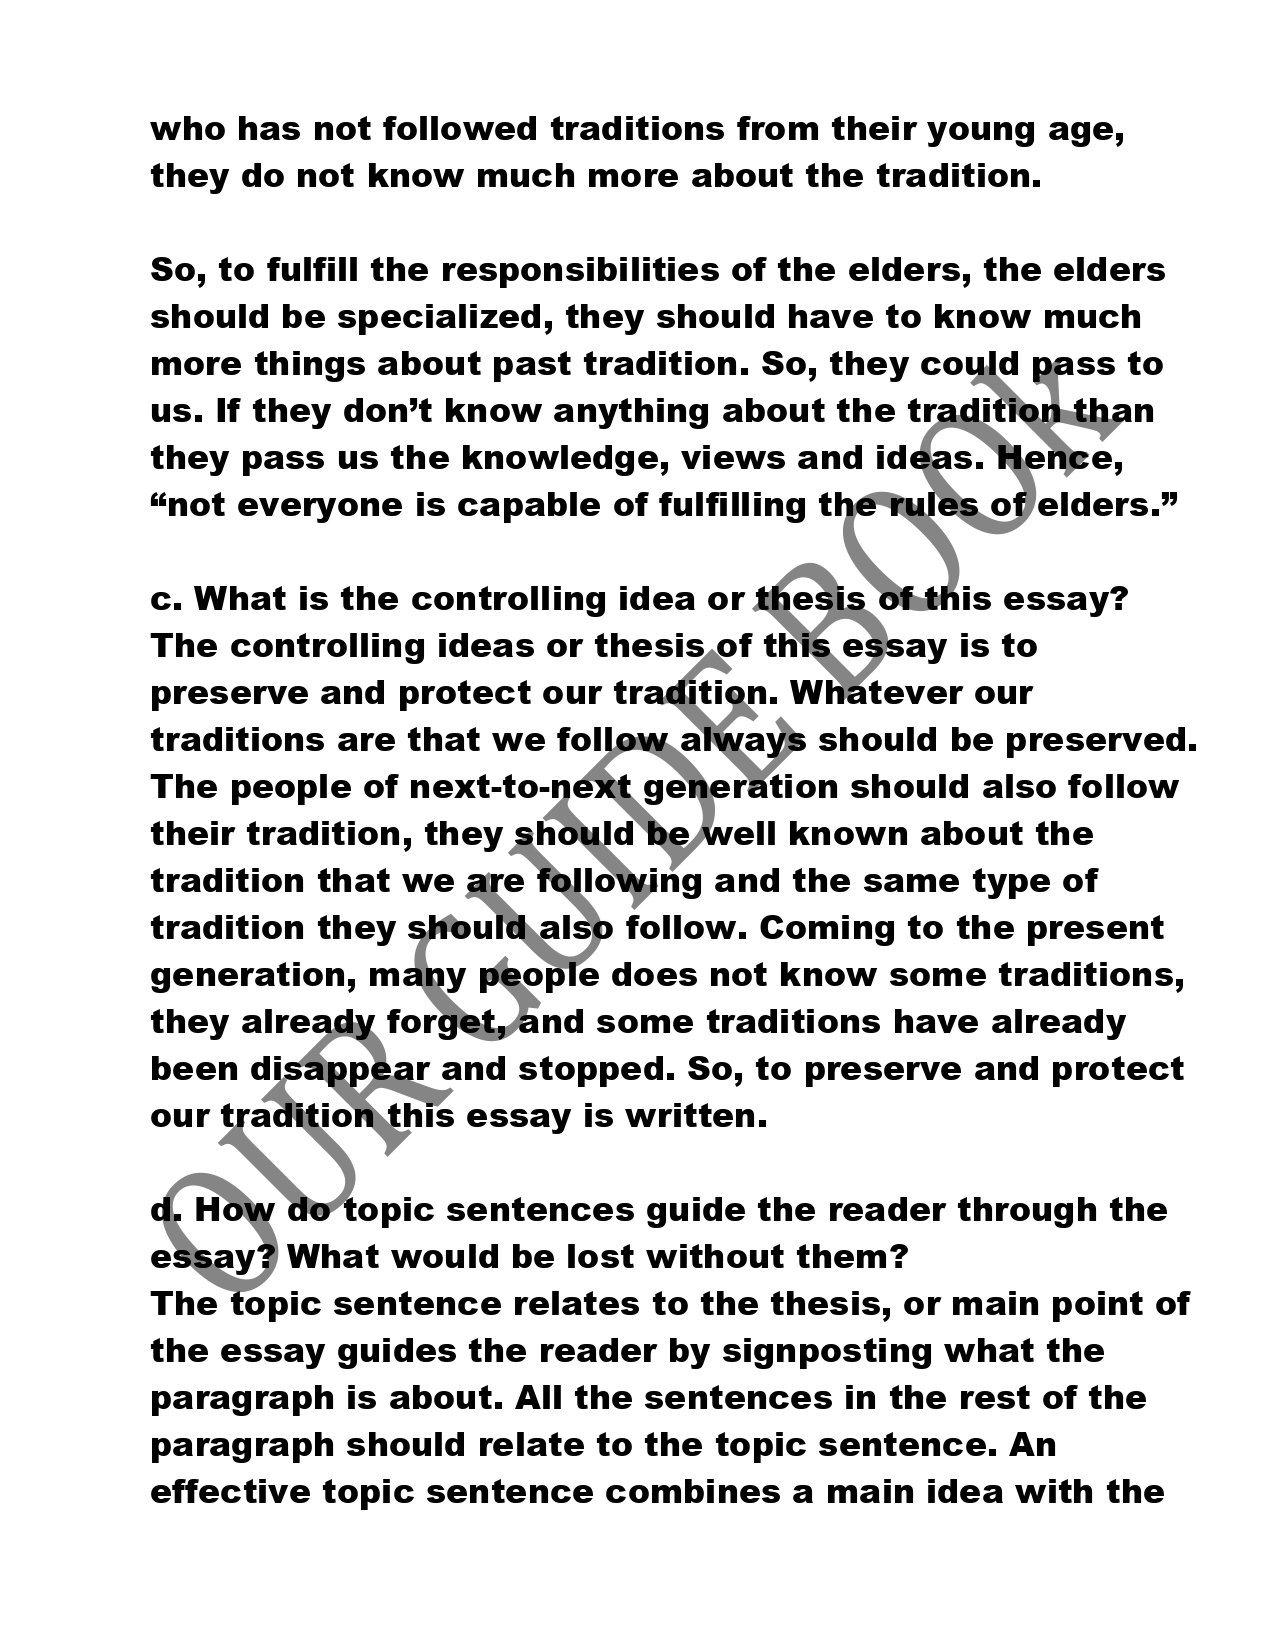 who has not followed traditions from their young age,
they do not know much more about the tradition.
So, to fulfill the responsibilities of the elders, the elders
should be specialized, they should have to know much
more things about past tradition. So, they could pass to
us. If they don’t know anything about the tradition than
they pass us the knowledge, views and ideas. Hence,
“not everyone is capable of fulfilling the rules of elders.”
c. What is the controlling idea or thesis of this essay?
The controlling ideas or thesis of this essay is to
preserve and protect our tradition. Whatever our
traditions are that we follow always should be preserved.
The people of next-to-next generation should also follow
their tradition, they should be well known about the
tradition that we are following and the same type of
tradition they should also follow. Coming to the present
generation, many people does not know some traditions,
they already forget, and some traditions have already
been disappear and stopped. So, to preserve and protect
our tradition this essay is written.
d. How do topic sentences guide the reader through the
essay? What would be lost without them?
The topic sentence relates to the thesis, or main point of
the essay guides the reader by signposting what the
paragraph is about. All the sentences in the rest of the
paragraph should relate to the topic sentence. An
effective topic sentence combines a main idea with the
OUR GUIDE BOOk